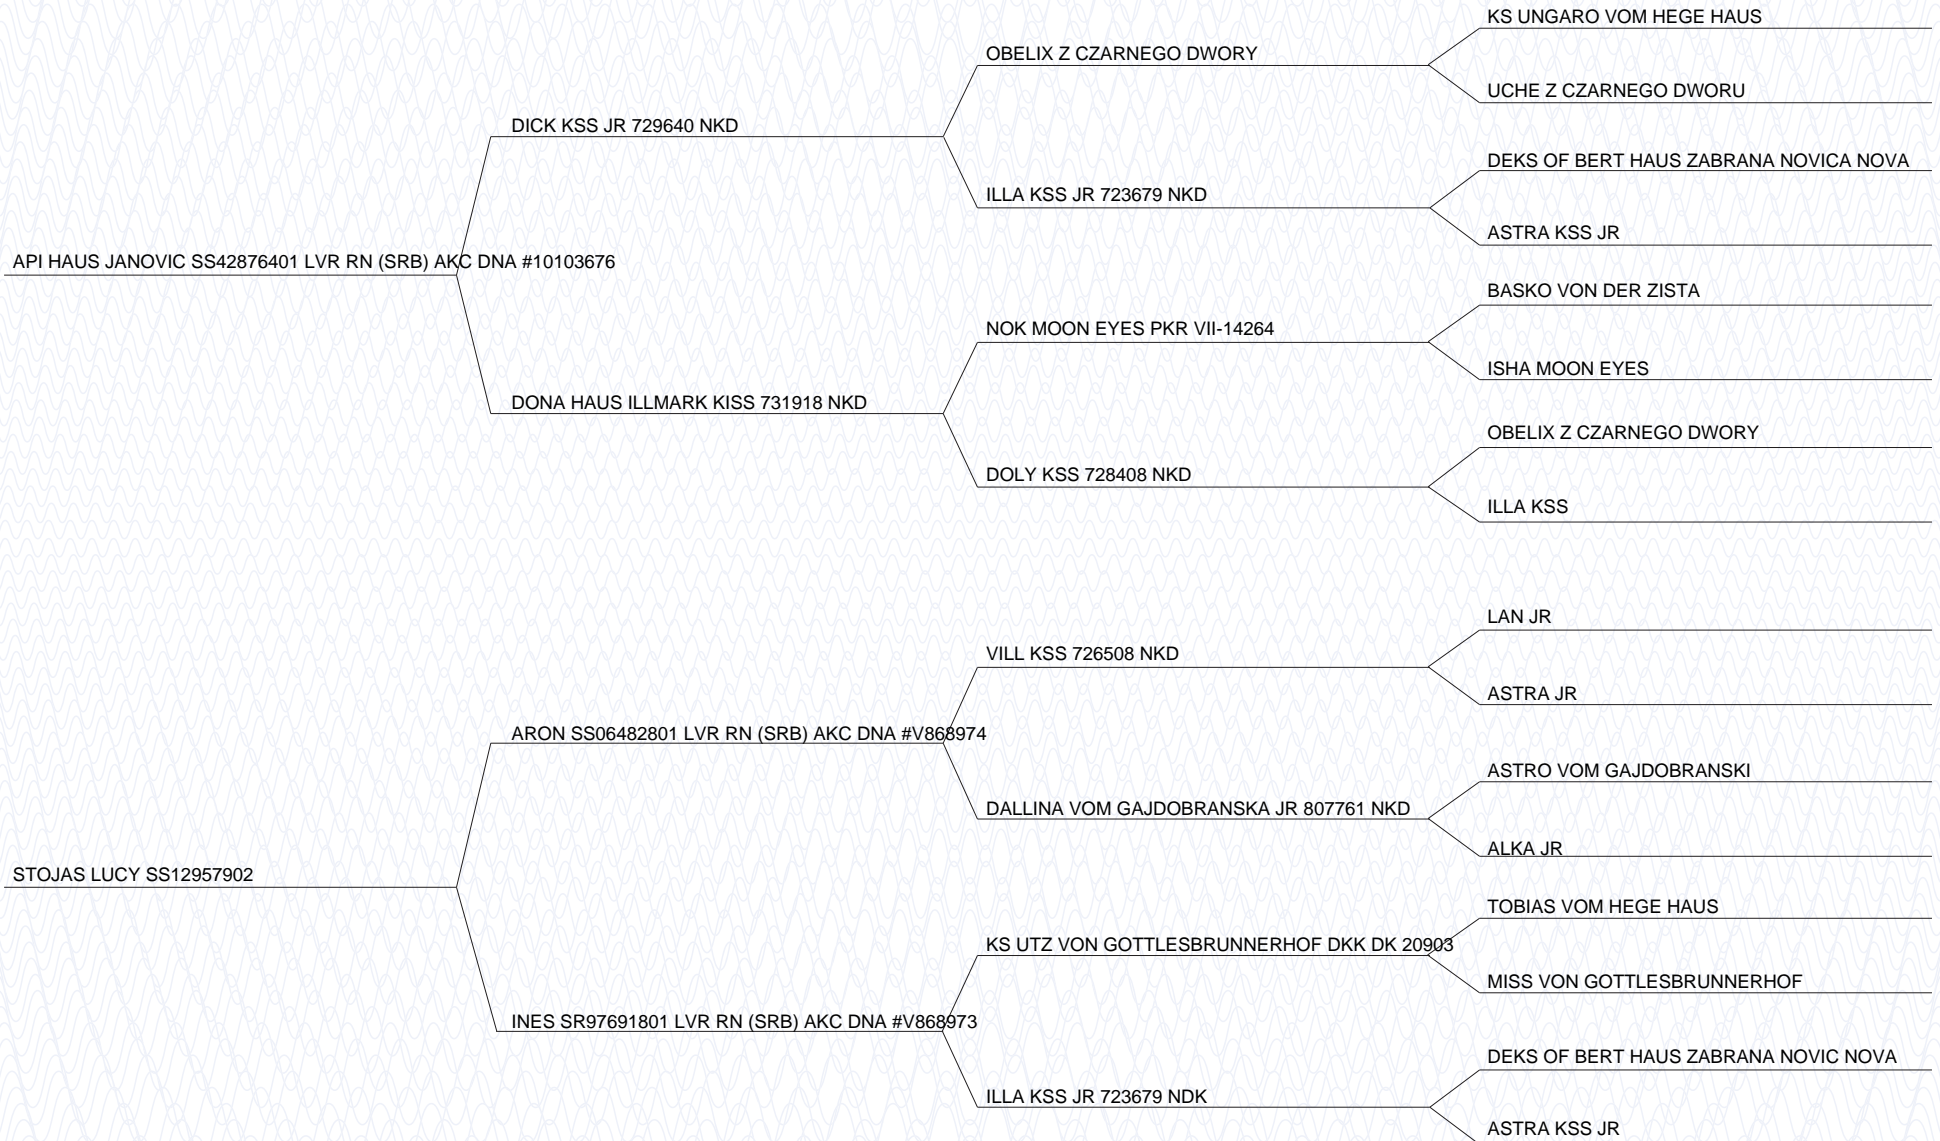 KS UNGARO VOM HEGE HAUS
OBELIX Z CZARNEGO DWORY
UCHE Z CZARNEGO DWORU
DICK KSS JR 729640 NKD
DEKS OF BERT HAUS ZABRANA NOVICA NOVA
ILLA KSS JR 723679 NKD
ASTRA KSS JR
API HAUS JANOVIC SS42876401 LVR RN (SRB) AKC DNA #10103676
BASKO VON DER ZISTA
NOK MOON EYES PKR VII-14264
ISHA MOON EYES
DONA HAUS ILLMARK KISS 731918 NKD
OBELIX Z CZARNEGO DWORY
DOLY KSS 728408 NKD
ILLA KSS
LAN JR
VILL KSS 726508 NKD
ASTRA JR
ARON SS06482801 LVR RN (SRB) AKC DNA #V868974
ASTRO VOM GAJDOBRANSKI
DALLINA VOM GAJDOBRANSKA JR 807761 NKD
ALKA JR
STOJAS LUCY SS12957902
TOBIAS VOM HEGE HAUS
KS UTZ VON GOTTLESBRUNNERHOF DKK DK 20903
MISS VON GOTTLESBRUNNERHOF
INES SR97691801 LVR RN (SRB) AKC DNA #V868973
DEKS OF BERT HAUS ZABRANA NOVIC NOVA
ILLA KSS JR 723679 NDK
ASTRA KSS JR